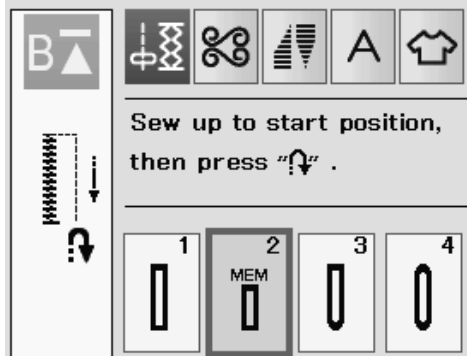 B
A
Sew up to start position,
then press “ ” .
1
2
3
4
MEM